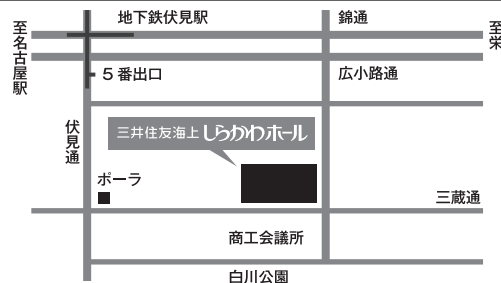 地下鉄伏見駅
錦通
至名古屋駅
至栄
5番出口
広小路通
伏見通
三井住友海上しらかわホール
ポーラ
三蔵通
商工会議所
白川公園